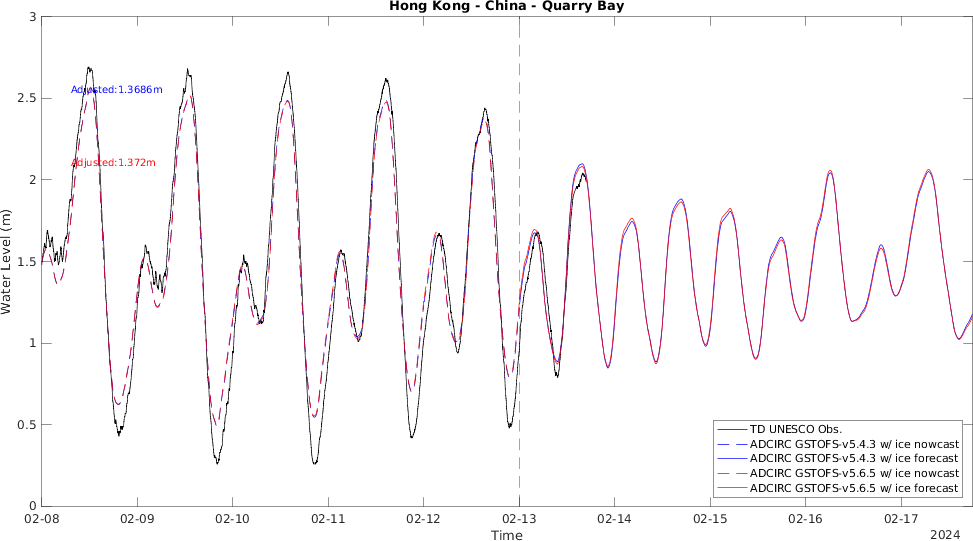 Hong Kong - China - Quarry Bay
3
2.5
2
1.5
1
0.5
0
Water Level (m)
Adjusted:1.3686m
Adjusted:1.372m
TD UNESCO Obs.
ADCIRC GSTOFS-v5.4.3 w/ ice nowcast
ADCIRC GSTOFS-v5.4.3 w/ ice forecast
ADCIRC GSTOFS-v5.6.5 w/ ice nowcast
ADCIRC GSTOFS-v5.6.5 w/ ice forecast
02-08 02-09 02-10 02-11 02-12 02-13 02-14 02-15 02-16 02-17
Time
2024